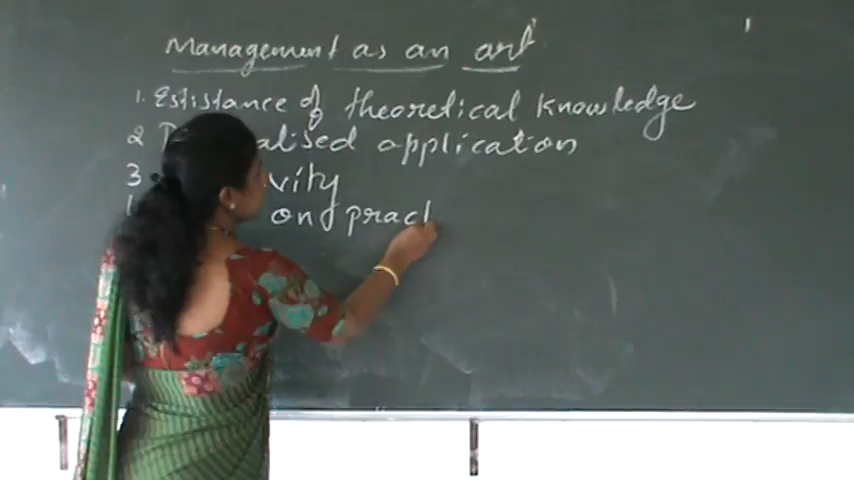 Management as an art
1. Estistance of theoretical knowledge
2 alised application
3 vity
on pract